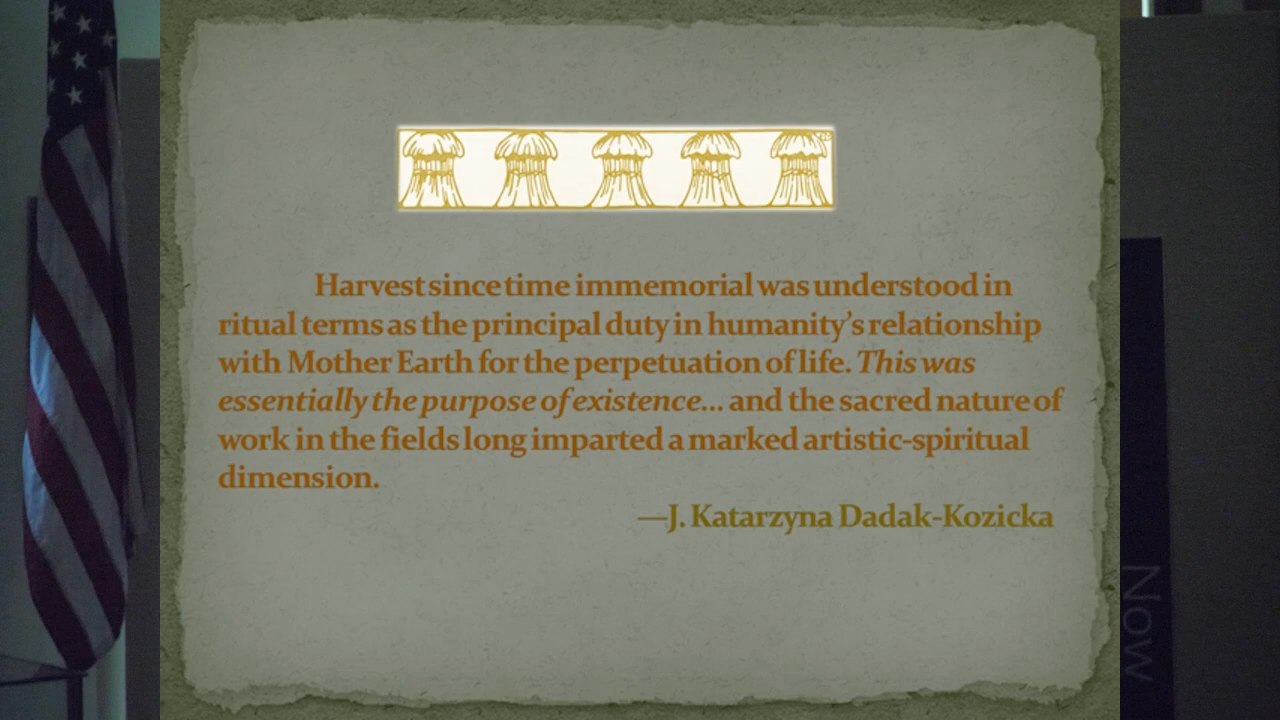 Harvest since time immemorial was understood in
ritual terms as the principal duty in humanity's relationship
with Mother Earth for the perpetuation of life. This was
essentially the purpose of existence... and the sacred nature of
work in the fields long imparted a marked artistic-spiritual
dimension.
—J. Katarzyna Dadak-Kozicka
Now